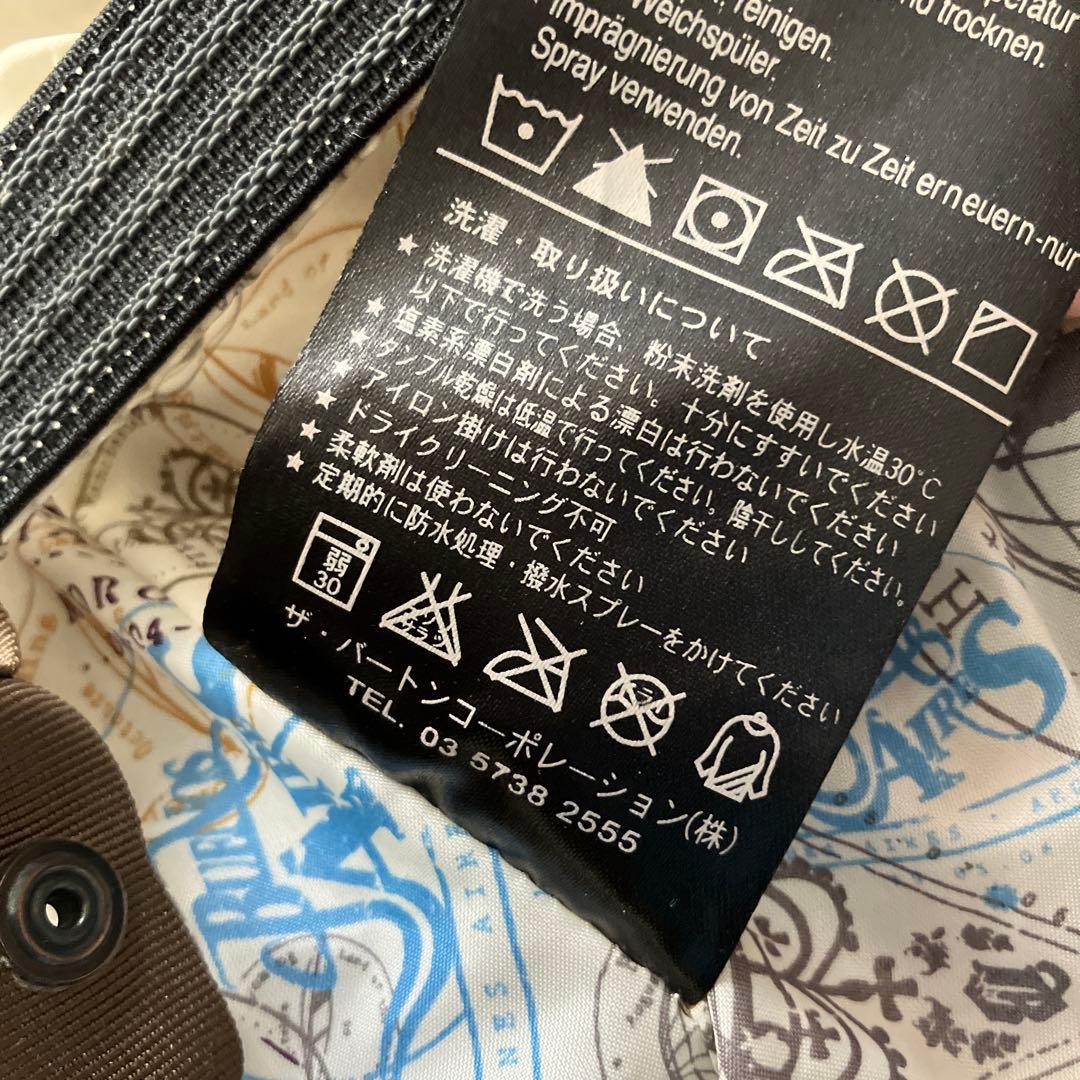 peratur
reinigen.
nd trocknen.
Weichspüler.
Imprägnierung von Zeit zu Zeit erneuern-nur
Spray verwenden.
洗濯・取り扱いについて
★ 洗濯機で洗う場合、粉末洗剤を使用し水温30℃
以下で行ってください。十分にすすいでください
★ 塩素系漂白剤による漂白は行わないでください
★ タンブル乾燥は低温で行ってください。陰干ししてください。
★ アイロン掛けは行わないでください
★ ドライクリーニング不可
★ 柔軟剤は使わないでください
★ 定期的に防水処理・撥水スプレーをかけてください
弱
30
ザ・バートンコーポレーション(株)
TEL. 03 5738 2555
AIRES
NES AIRE